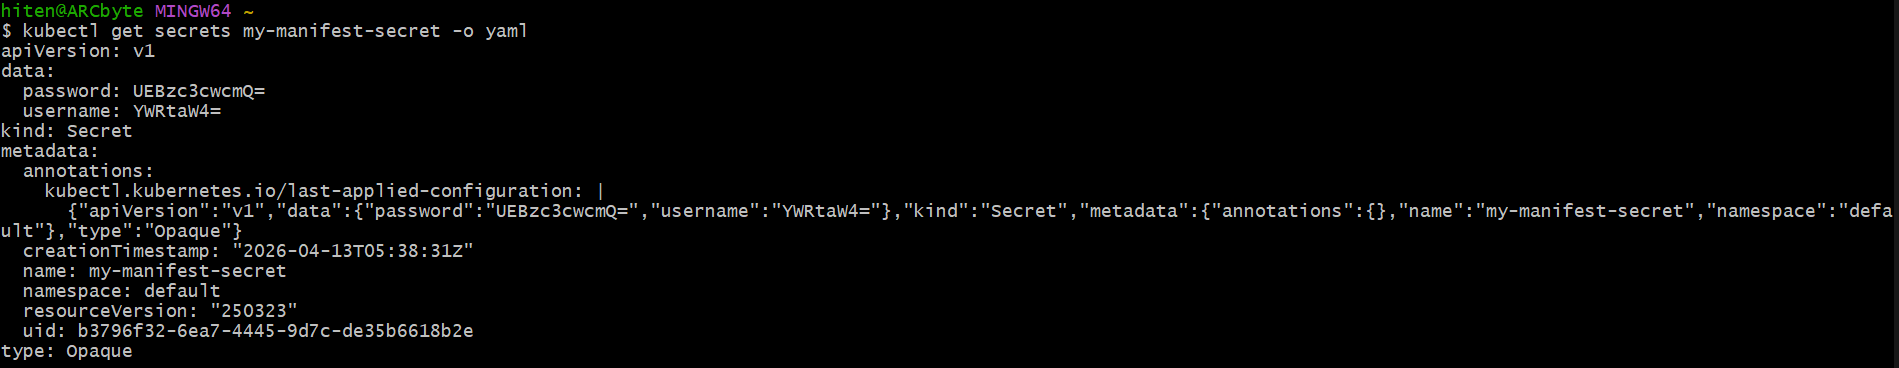 hiten@ARCbyte MINGW64 ~
$ kubectl get secrets my-manifest-secret -o yaml
apiVersion: v1
data:
  password: UEBzc3cwcmQ=
  username: YWRtaW4=
kind: Secret
metadata:
  annotations:
    kubectl.kubernetes.io/last-applied-configuration: |
      {"apiVersion":"v1","data":{"password":"UEBzc3cwcmQ=","username":"YWRtaW4="},"kind":"Secret","metadata":{"annotations":{},"name":"my-manifest-secret","namespace":"defa
ult"},"type":"Opaque"}
  creationTimestamp: "2026-04-13T05:38:31Z"
  name: my-manifest-secret
  namespace: default
  resourceVersion: "250323"
  uid: b3796f32-6ea7-4445-9d7c-de35b6618b2e
type: Opaque